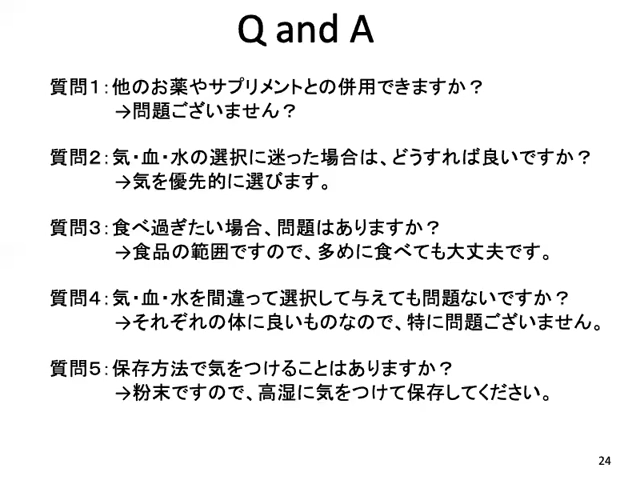 Q and A
質問1：他のお薬やサプリメントとの併用できますか？
→問題ございません？
質問2：気・血・水の選択に迷った場合は、どうすれば良いですか？
→気を優先的に選びます。
質問3：食べ過ぎたい場合、問題はありますか？
→食品の範囲ですので、多めに食べても大丈夫です。
質問4：気・血・水を間違って選択して与えても問題ないですか？
→それぞれの体に良いものなので、特に問題ございません。
質問5：保存方法で気をつけることはありますか？
→粉末ですので、高湿に気をつけて保存してください。
24